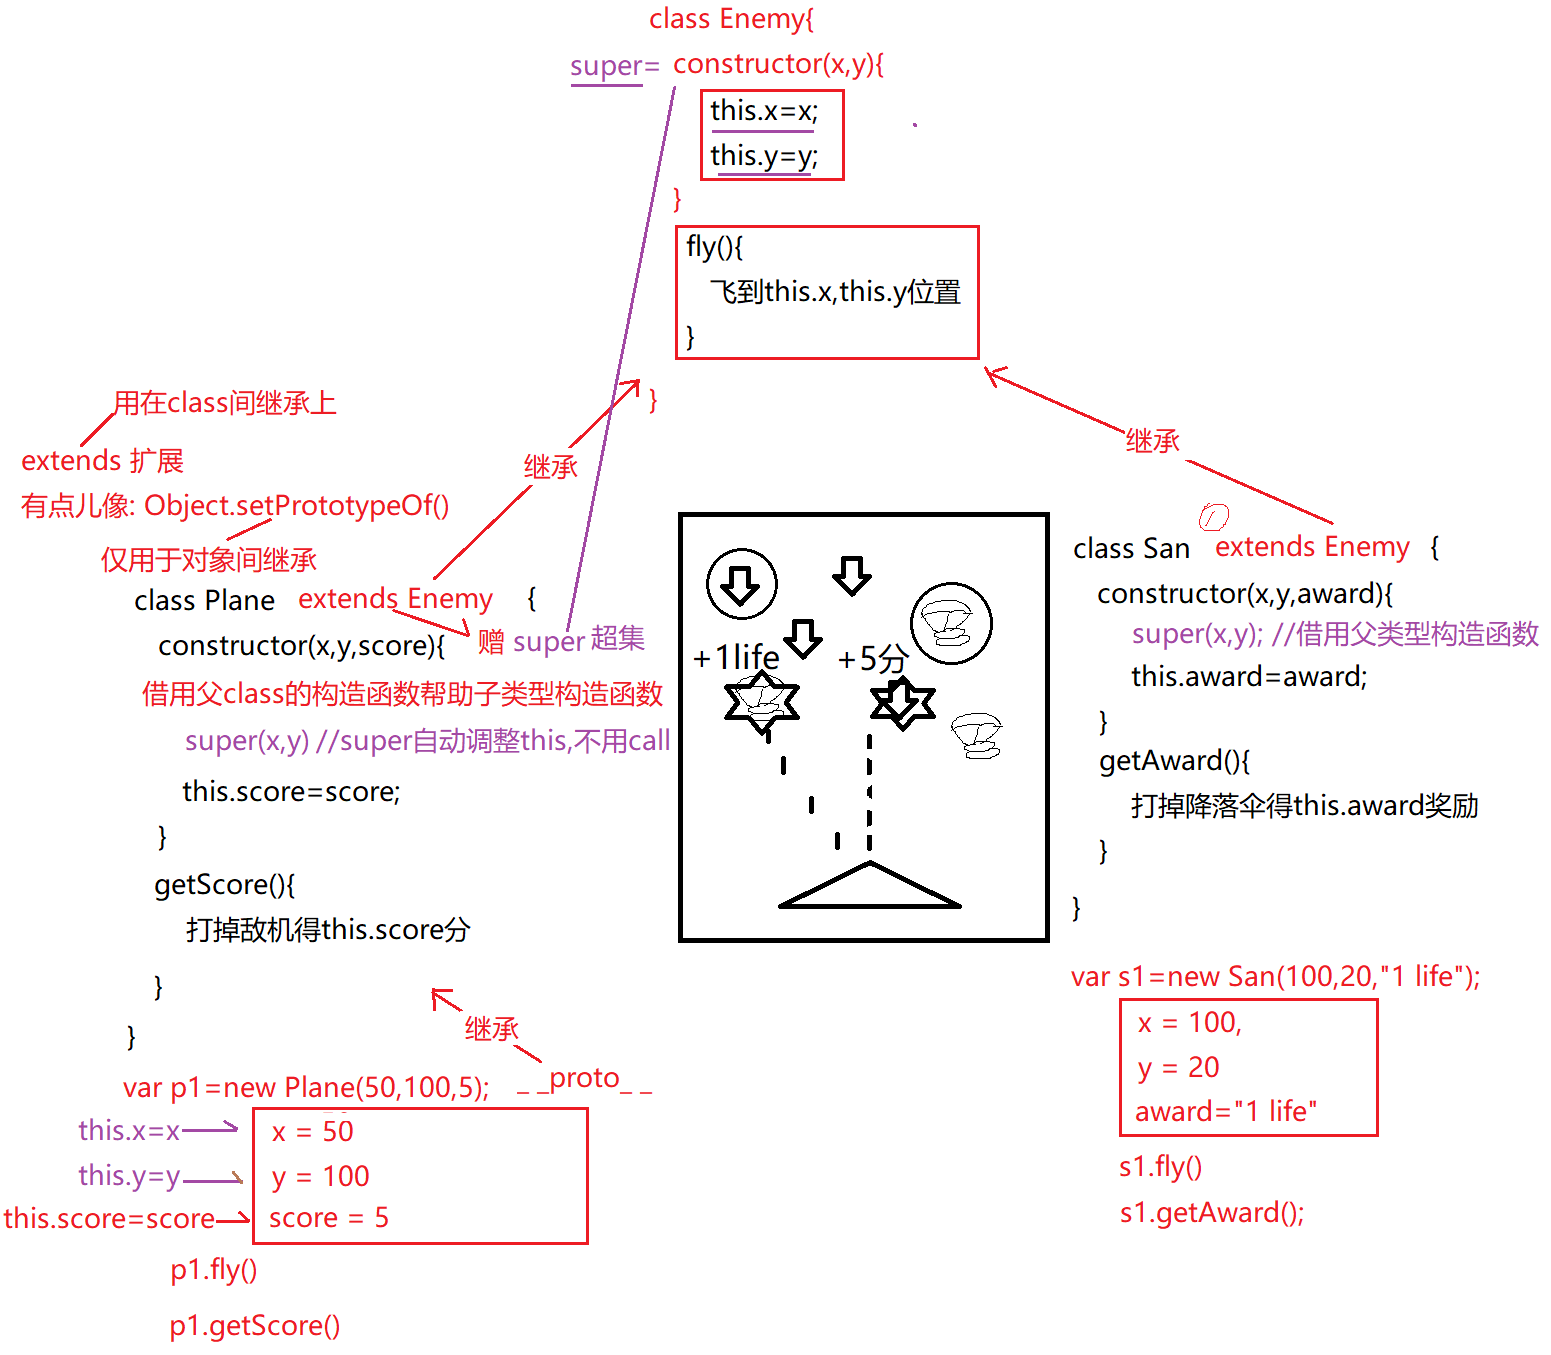 class Enemy{
super= constructor(x,y){
this.x=x;
this.y=y;
}
fly(){
飞到this.x,this.y位置
}
}
用在class间继承上
extends 扩展
有点儿像: Object.setPrototypeOf()
仅用于对象间继承
继承
class Plane extends Enemy {
constructor(x,y,score){ 赠 super 超集
借用父class的构造函数帮助子类型构造函数
super(x,y) //super自动调整this,不用call
this.score=score;
}
getScore(){
打掉敌机得this.score分
}
}
继承
var p1=new Plane(50,100,5); _ _proto_ _
this.x=x x = 50
this.y=y y = 100
this.score=score score = 5
p1.fly()
p1.getScore()
+1life +5分
继承
1
class San extends Enemy {
constructor(x,y,award){
super(x,y); //借用父类型构造函数
this.award=award;
}
getAward(){
打掉降落伞得this.award奖励
}
}
var s1=new San(100,20,"1 life");
x = 100,
y = 20
award="1 life"
s1.fly()
s1.getAward();